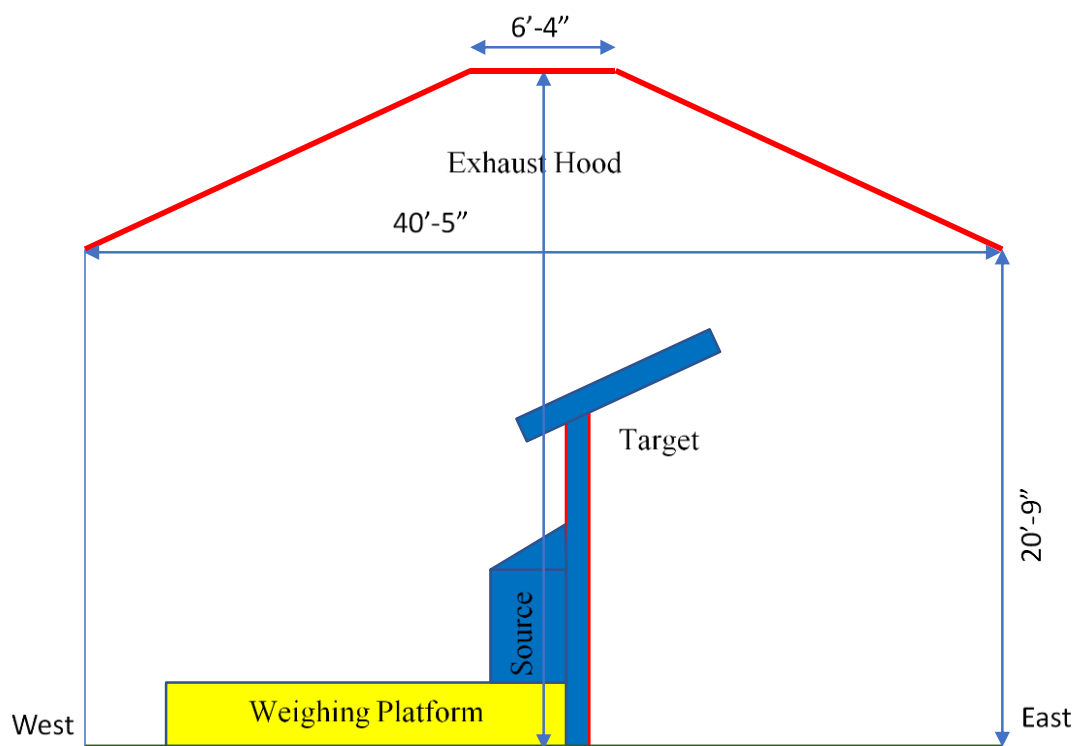 6’-4”
Exhaust Hood
40’-5”
Target
20’-9”
Source
Weighing Platform
West
East